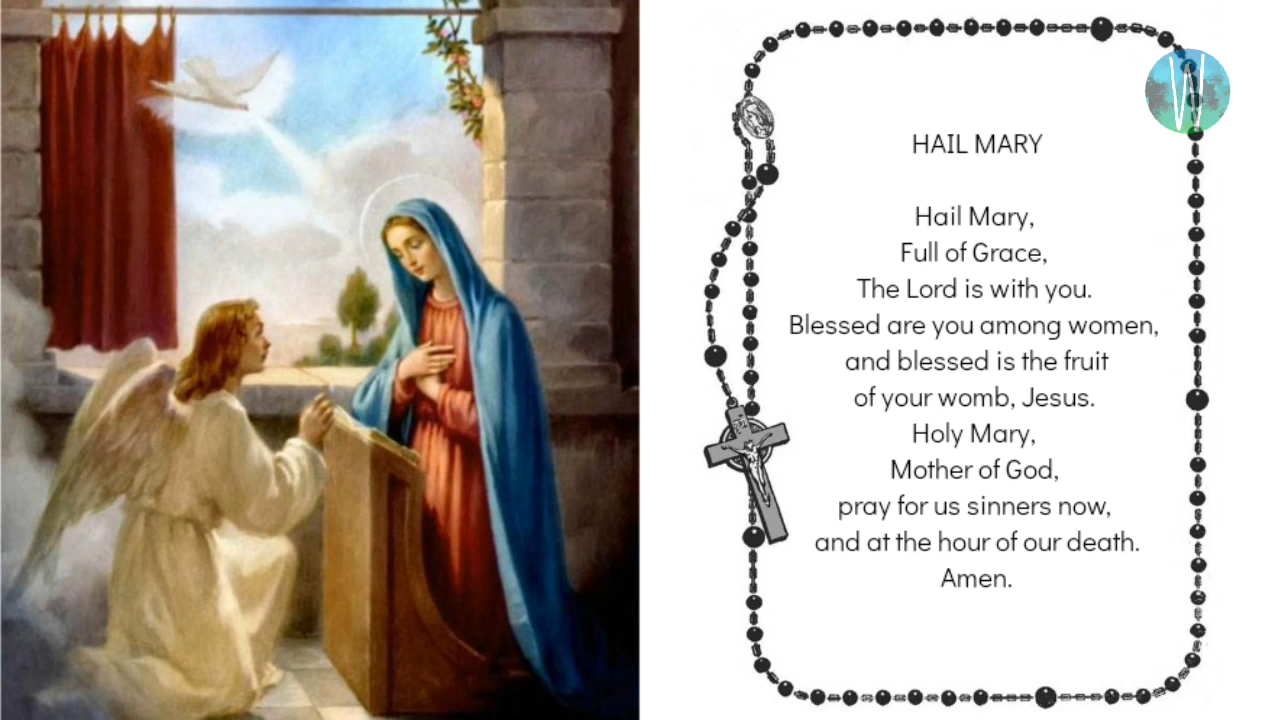 W
HAIL MARY
Hail Mary,
Full of Grace,
The Lord is with you.
Blessed are you among women,
and blessed is the fruit
of your womb, Jesus.
Holy Mary,
Mother of God,
pray for us sinners now,
and at the hour of our death.
Amen.